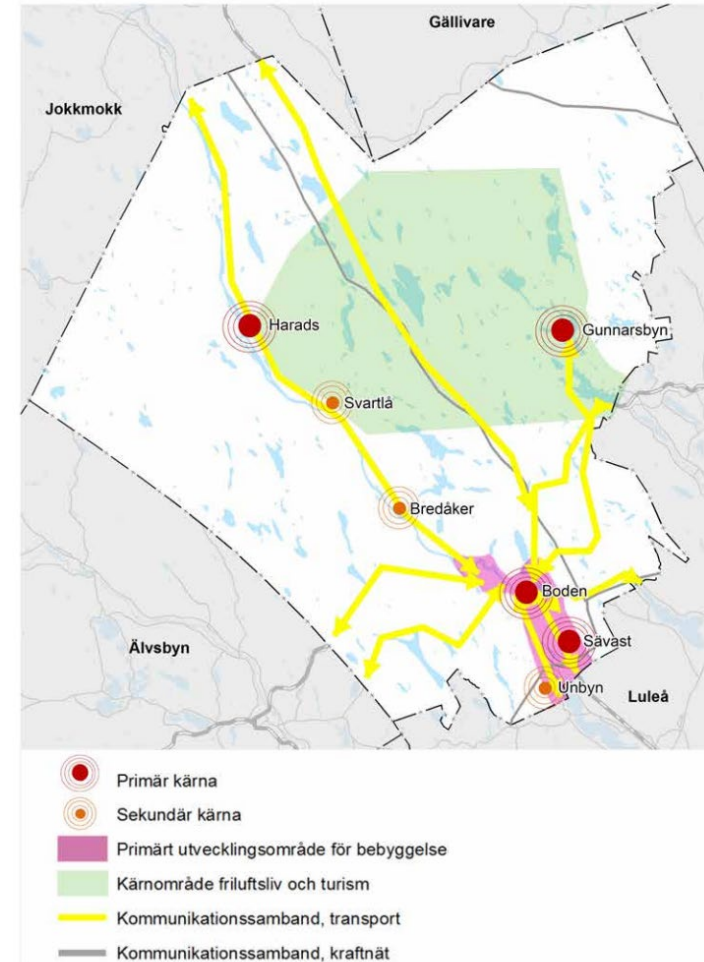 Gällivare
Jokkmokk
Harads
Gunnarsbyn
Svartlå
Bredåker
Boden
Älvsbyn
Sävast
Unbyn
Luleå
Primär kärna
Sekundär kärna
Primärt utvecklingsområde för bebyggelse
Kärnområde friluftsliv och turism
Kommunikationssamband, transport
Kommunikationssamband, kraftnät